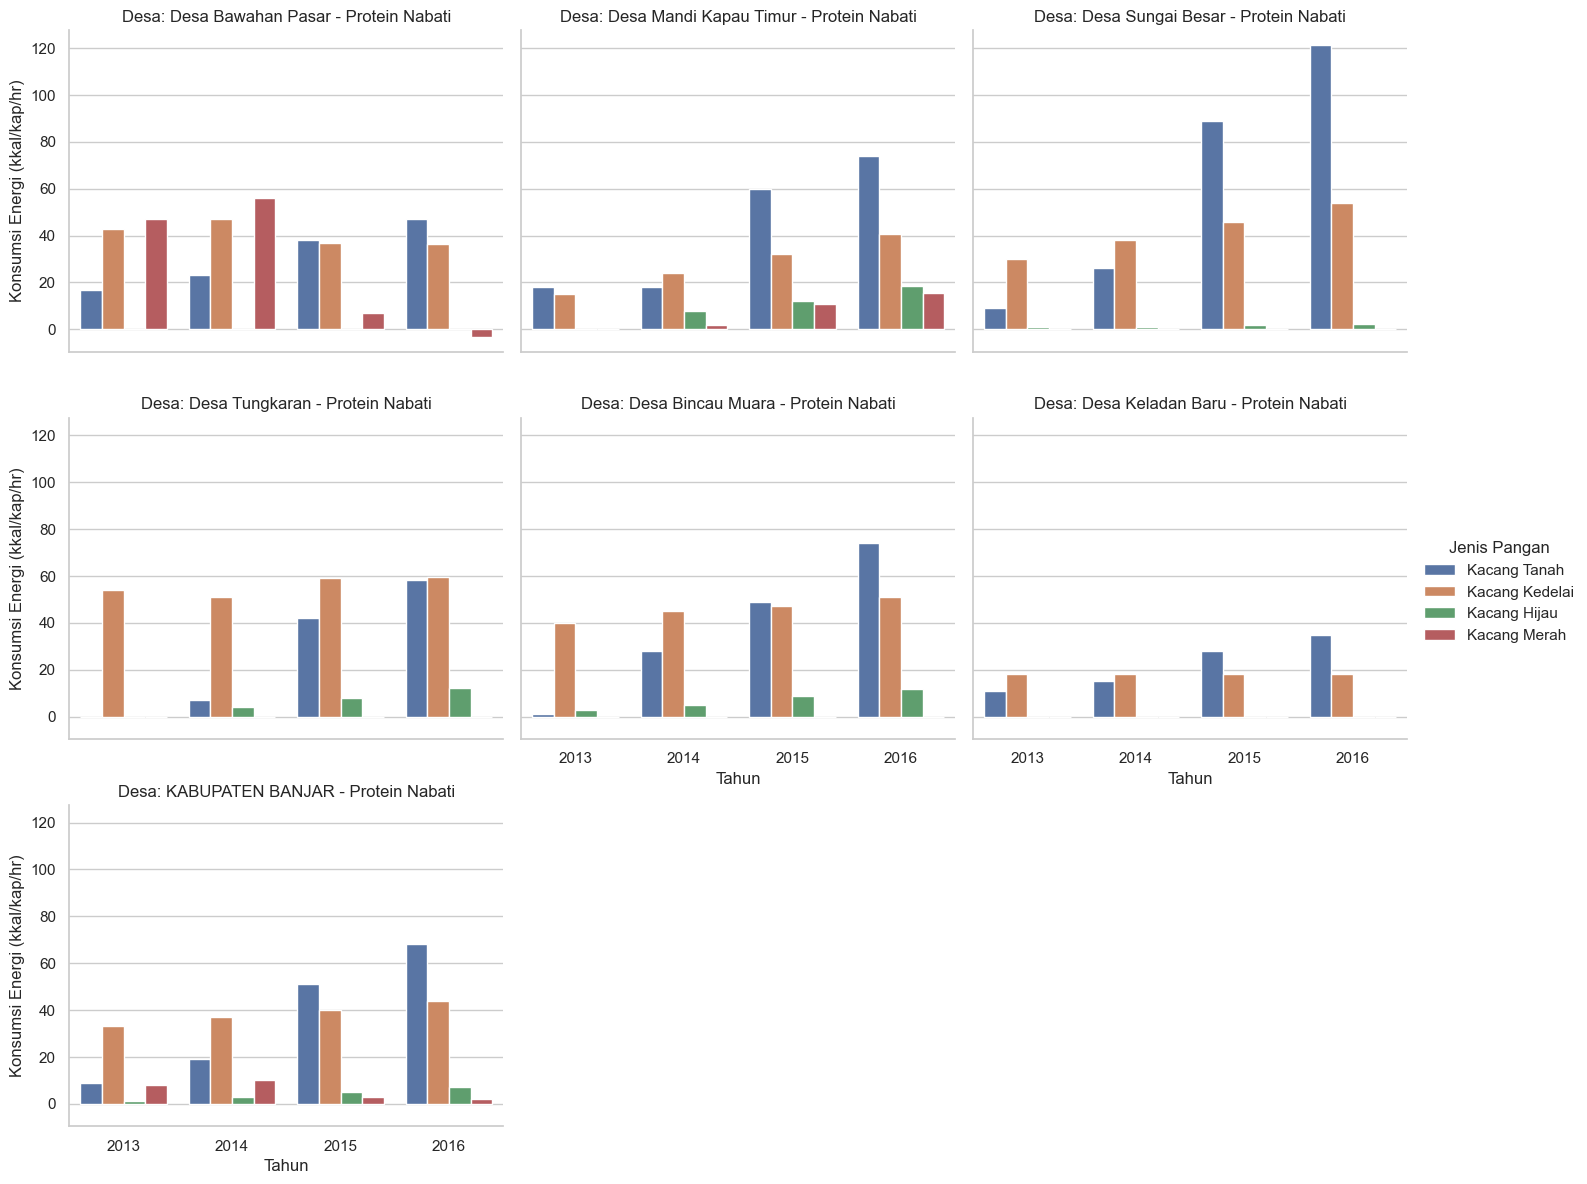 Desa: Desa Bawahan Pasar - Protein Nabati
Desa: Desa Mandi Kapau Timur - Protein Nabati
Desa: Desa Sungai Besar - Protein Nabati
Konsumsi Energi (kkal/kap/hr)
120
100
80
60
40
20
0
Desa: Desa Tungkaran - Protein Nabati
Desa: Desa Bincau Muara - Protein Nabati
Desa: Desa Keladan Baru - Protein Nabati
Konsumsi Energi (kkal/kap/hr)
120
100
80
60
40
20
0
2013 2014 2015 2016
Tahun
2013 2014 2015 2016
Tahun
Jenis Pangan
Kacang Tanah
Kacang Kedelai
Kacang Hijau
Kacang Merah
Desa: KABUPATEN BANJAR - Protein Nabati
Konsumsi Energi (kkal/kap/hr)
120
100
80
60
40
20
0
2013 2014 2015 2016
Tahun